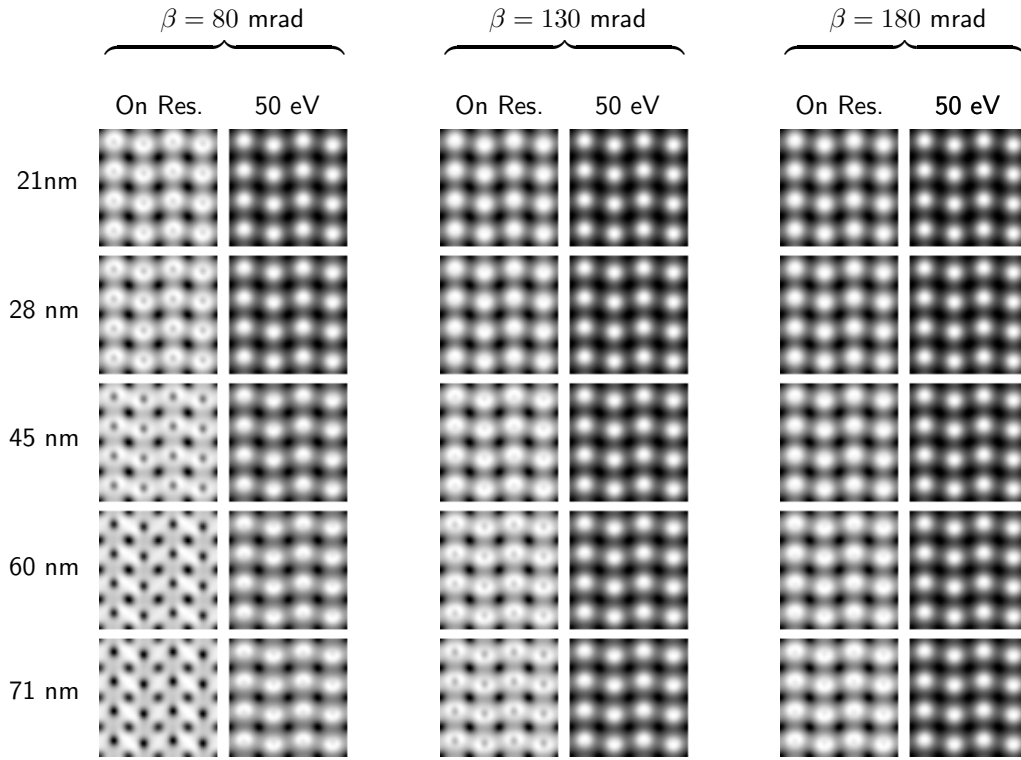 β = 80 mrad β = 130 mrad β = 180 mrad
On Res. 50 eV On Res. 50 eV On Res. 50 eV
21nm
28 nm
45 nm
60 nm
71 nm